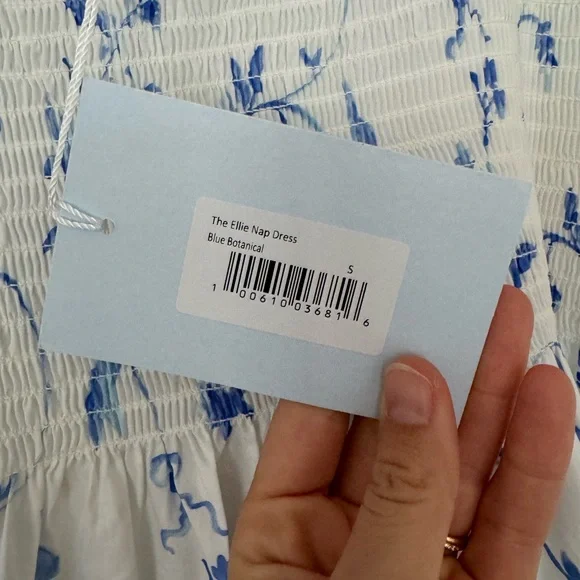 The Ellie Nap Dress
Blue Botanical
S
1 00610 03681 6